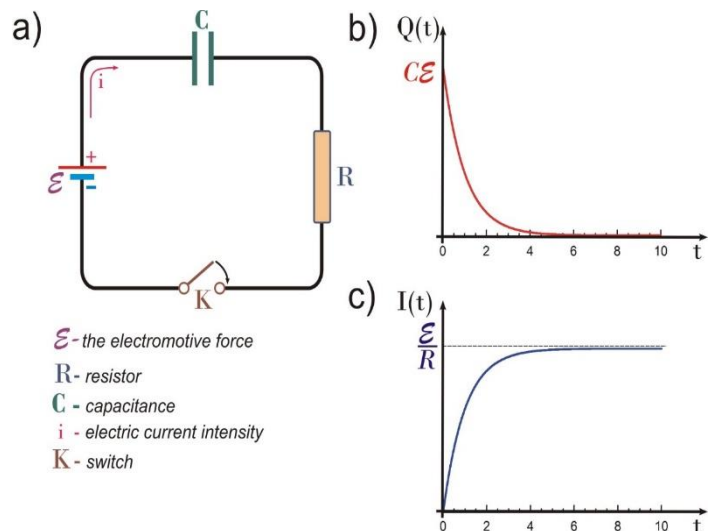 a)
C
i
+
ℰ
-
R
K
ℰ - the electromotive force
R - resistor
C - capacitance
i - electric current intensity
K - switch
b) Q(t)
Cℰ
0 2 4 6 8 10
t
c) I(t)
ℰ
R
0 2 4 6 8 10
t